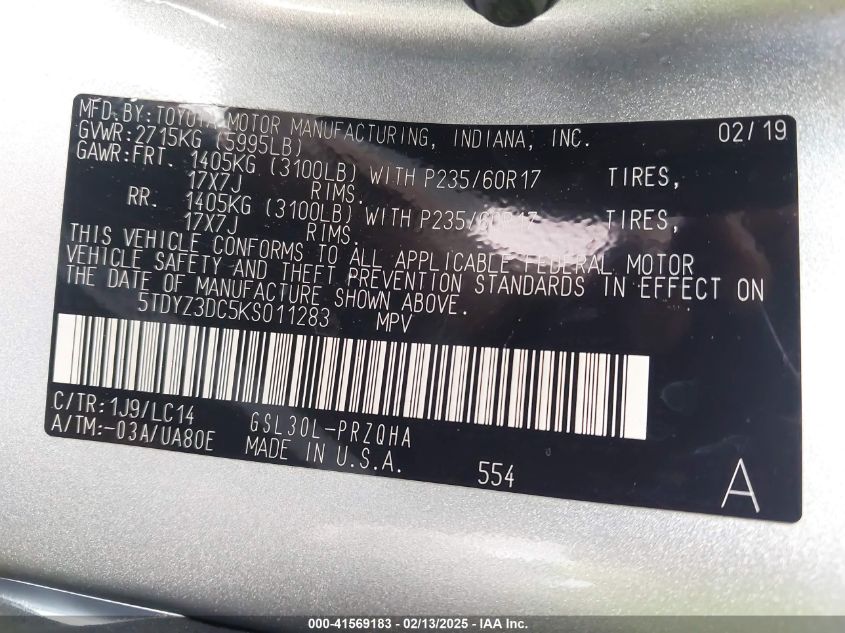 MFD.BY:TOYOTA MOTOR MANUFACTURING, INDIANA, INC. 02/19
GVWR:2715KG (5995LB)
GAWR:FRT. 1405KG (3100LB) WITH P235/60R17 TIRES,
17X7J RIMS.
RR. 1405KG (3100LB) WITH P235/60R17 TIRES,
17X7J RIMS.
THIS VEHICLE CONFORMS TO ALL APPLICABLE FEDERAL MOTOR
VEHICLE SAFETY AND THEFT PREVENTION STANDARDS IN EFFECT ON
THE DATE OF MANUFACTURE SHOWN ABOVE.
5TDYZ3DC5KS011283 MPV
C/TR:1J9/LC14 GSL30L-PRZQHA
A/TM:-03A/UA80E MADE IN U.S.A. 554 A
000-41569183 - 02/13/2025 - IAA Inc.